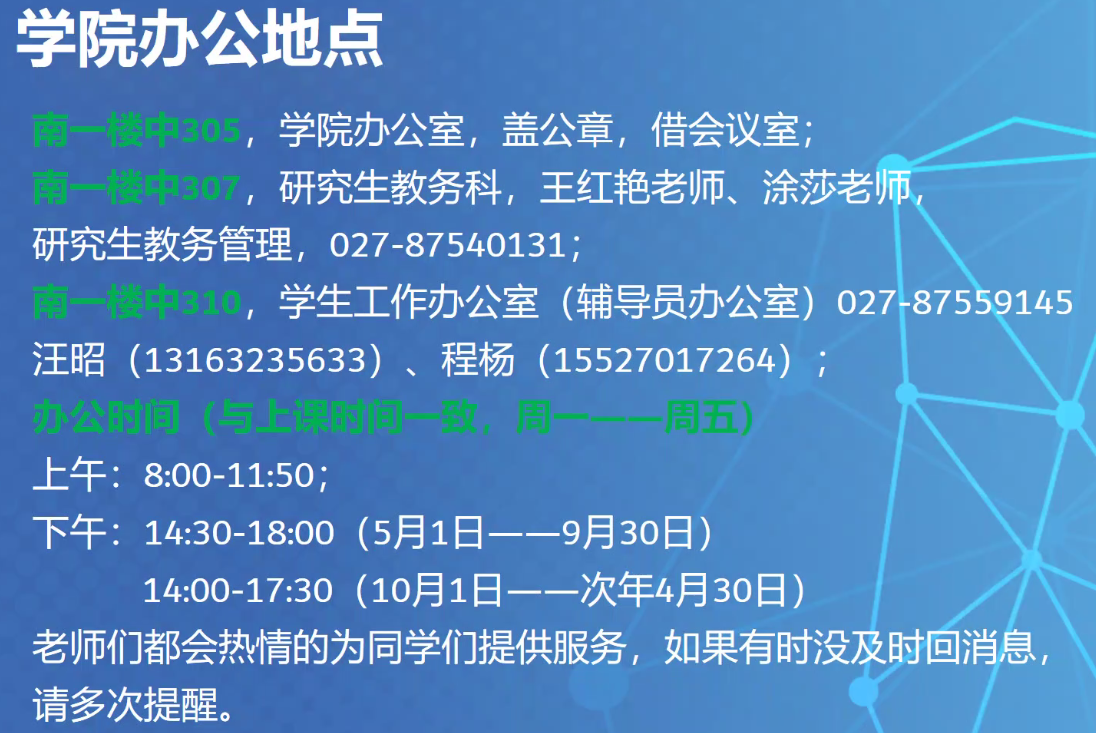 学院办公地点
南一楼中305，学院办公室，盖公章，借会议室；
南一楼中307，研究生教务科，王红艳老师、涂莎老师，
研究生教务管理，027-87540131；
南一楼中310，学生工作办公室（辅导员办公室）027-87559145
汪昭（13163235633）、程杨（15527017264）；
办公时间（与上课时间一致，周一——周五）
上午：8:00-11:50；
下午：14:30-18:00（5月1日——9月30日）
14:00-17:30（10月1日——次年4月30日）
老师们都会热情的为同学们提供服务，如果有时没及时回消息，
请多次提醒。